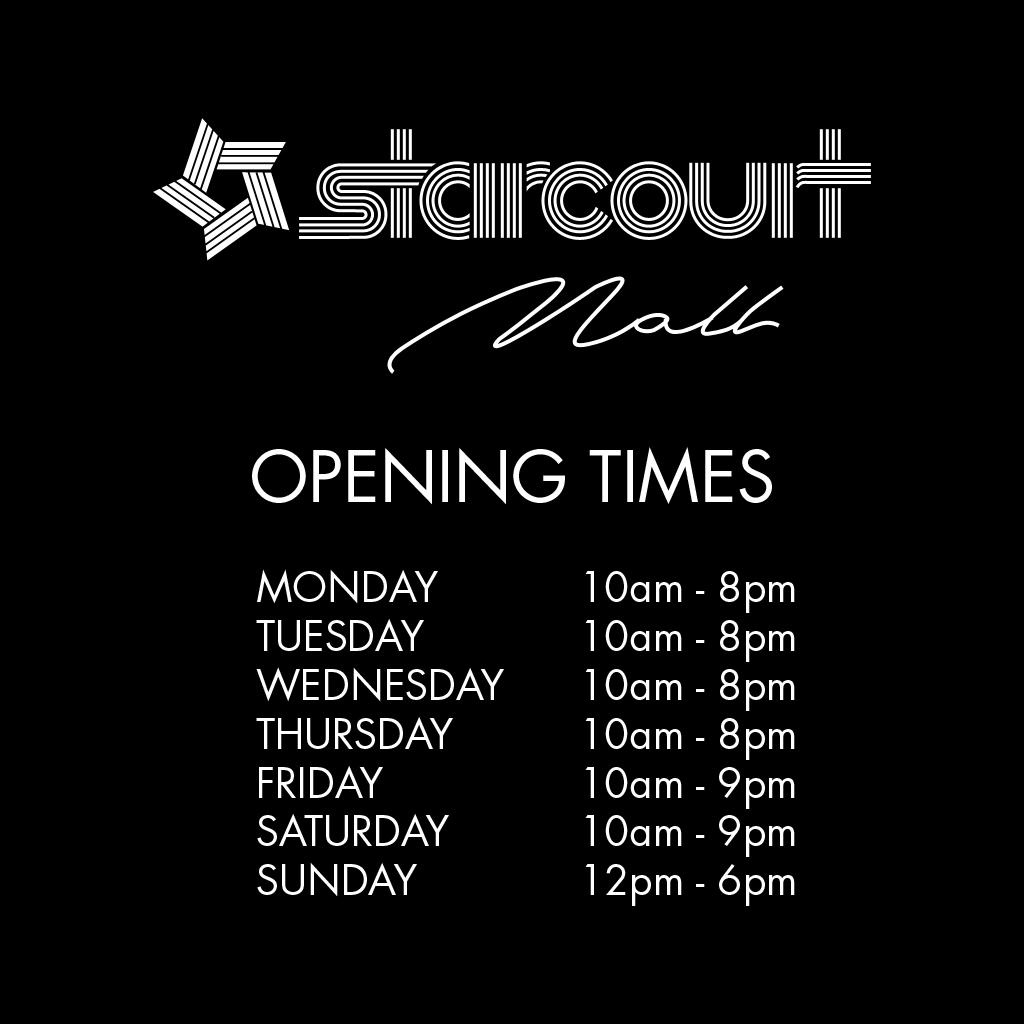 starcourt
Mall
OPENING TIMES
MONDAY 10am - 8pm
TUESDAY 10am - 8pm
WEDNESDAY 10am - 8pm
THURSDAY 10am - 8pm
FRIDAY 10am - 9pm
SATURDAY 10am - 9pm
SUNDAY 12pm - 6pm